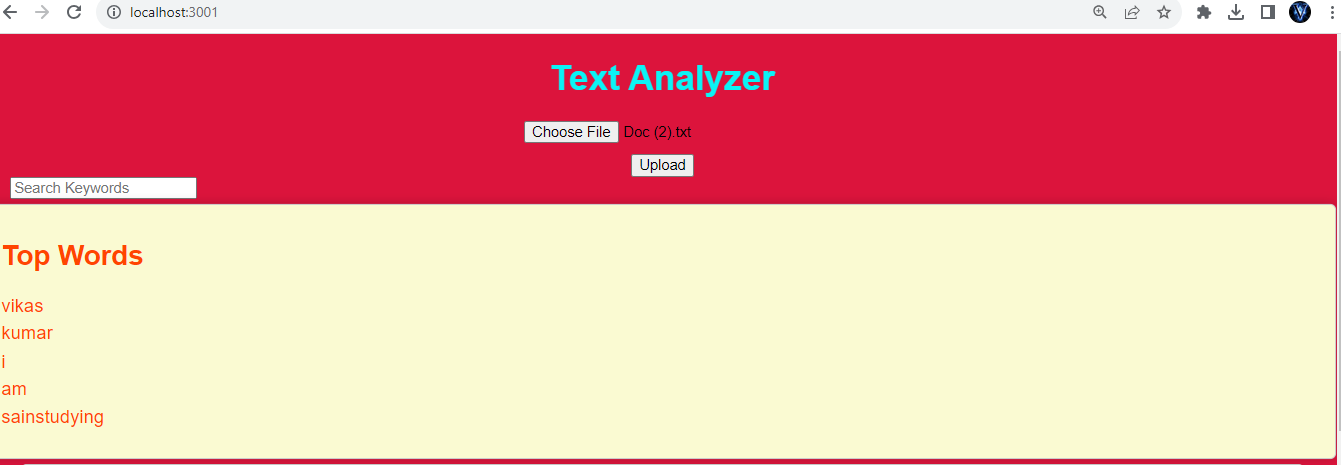 localhost:3001
Text Analyzer
Choose File Doc (2).txt
Upload
Search Keywords
Top Words
vikas
kumar
i
am
sainstudying